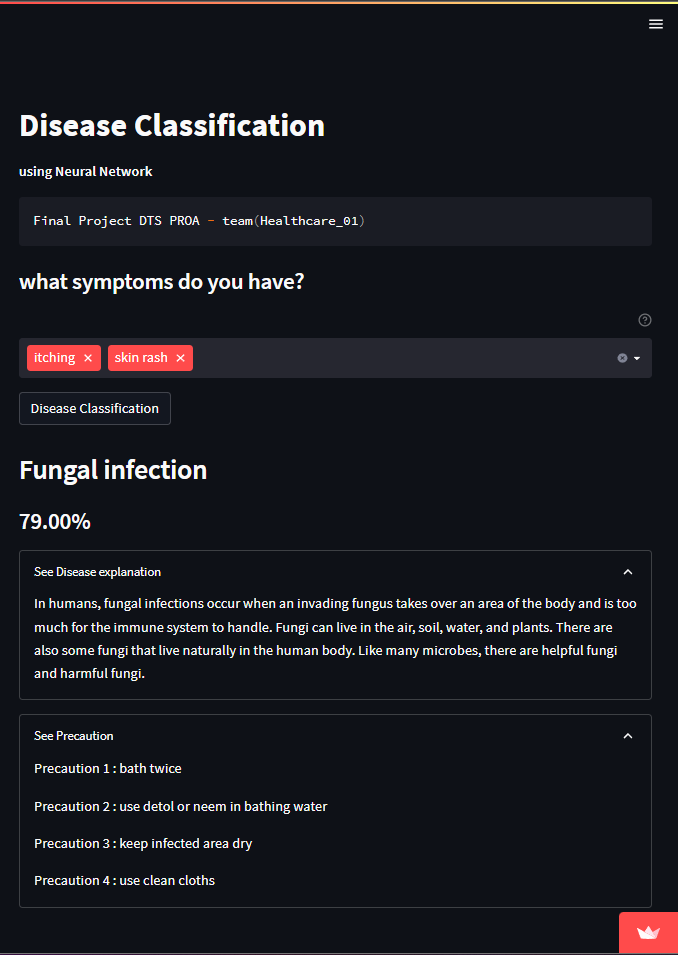 Disease Classification
using Neural Network
Final Project DTS PROA - team(Healthcare_01)
what symptoms do you have?
itching × skin rash ×
Disease Classification
Fungal infection
79.00%
See Disease explanation
In humans, fungal infections occur when an invading fungus takes over an area of the body and is too
much for the immune system to handle. Fungi can live in the air, soil, water, and plants. There are
also some fungi that live naturally in the human body. Like many microbes, there are helpful fungi
and harmful fungi.
See Precaution
Precaution 1 : bath twice
Precaution 2 : use detol or neem in bathing water
Precaution 3 : keep infected area dry
Precaution 4 : use clean cloths